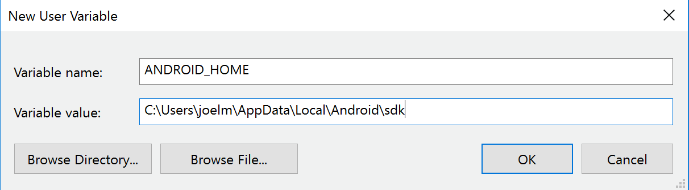 New User Variable
Variable name: ANDROID_HOME
Variable value: C:\Users\joelm\AppData\Local\Android\sdk
Browse Directory... Browse File... OK Cancel